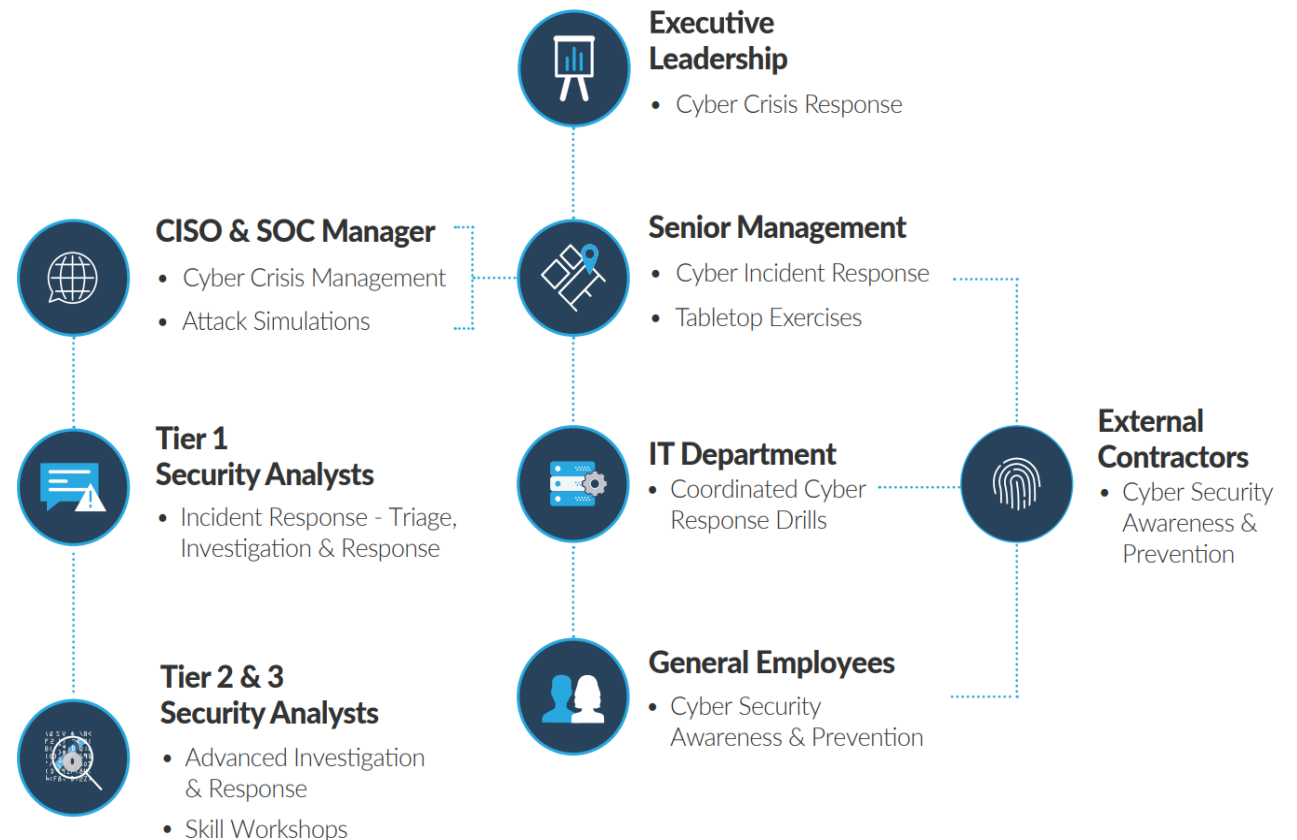 Executive
Leadership
• Cyber Crisis Response
CISO & SOC Manager
• Cyber Crisis Management
• Attack Simulations
Senior Management
• Cyber Incident Response
• Tabletop Exercises
Tier 1
Security Analysts
• Incident Response - Triage,
Investigation & Response
IT Department
• Coordinated Cyber
Response Drills
External
Contractors
• Cyber Security
Awareness &
Prevention
Tier 2 & 3
Security Analysts
• Advanced Investigation
& Response
• Skill Workshops
General Employees
• Cyber Security
Awareness & Prevention